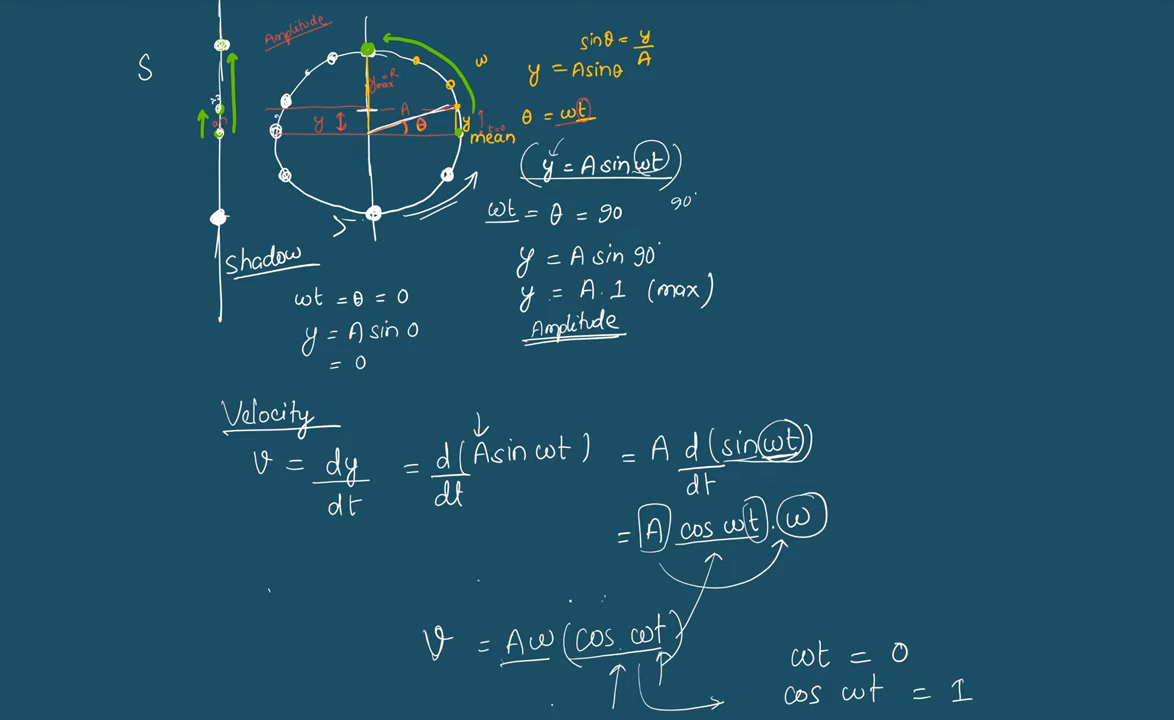 S
Amplitude
y max = R
A
y
θ
y
t=0
mean
ω
sinθ = y/A
y = A sinθ
θ = ωt
(y = A sin ωt)
ωt = θ = 90
90°
y = A sin 90°
y = A.1 (max)
Amplitude
Shadow
ωt = θ = 0
y = A sin 0
= 0
Velocity
v = dy/dt = d/dt (A sin ωt) = A d/dt (sin ωt)
= A cos ωt . ω
v = Aω (cos ωt)
ωt = 0
cos ωt = 1